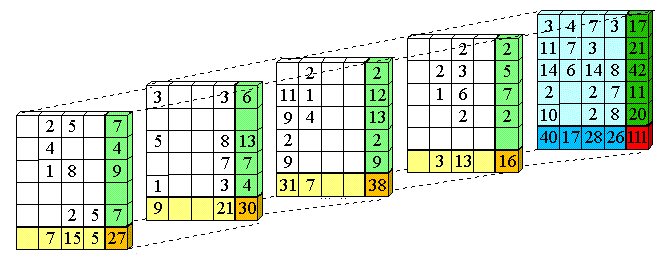 2 5 7
4 4
1 8 9
2 5 7
7 15 5 27
3 3 6
5 8 13
7 7
1 3 4
9 21 30
2 2
11 1 12
9 4 13
2 2
9 9
31 7 38
2 2
2 3 5
1 6 7
2 2
3 13 16
3 4 7 3 17
11 7 3 21
14 6 14 8 42
2 2 7 11
10 2 8 20
40 17 28 26 111